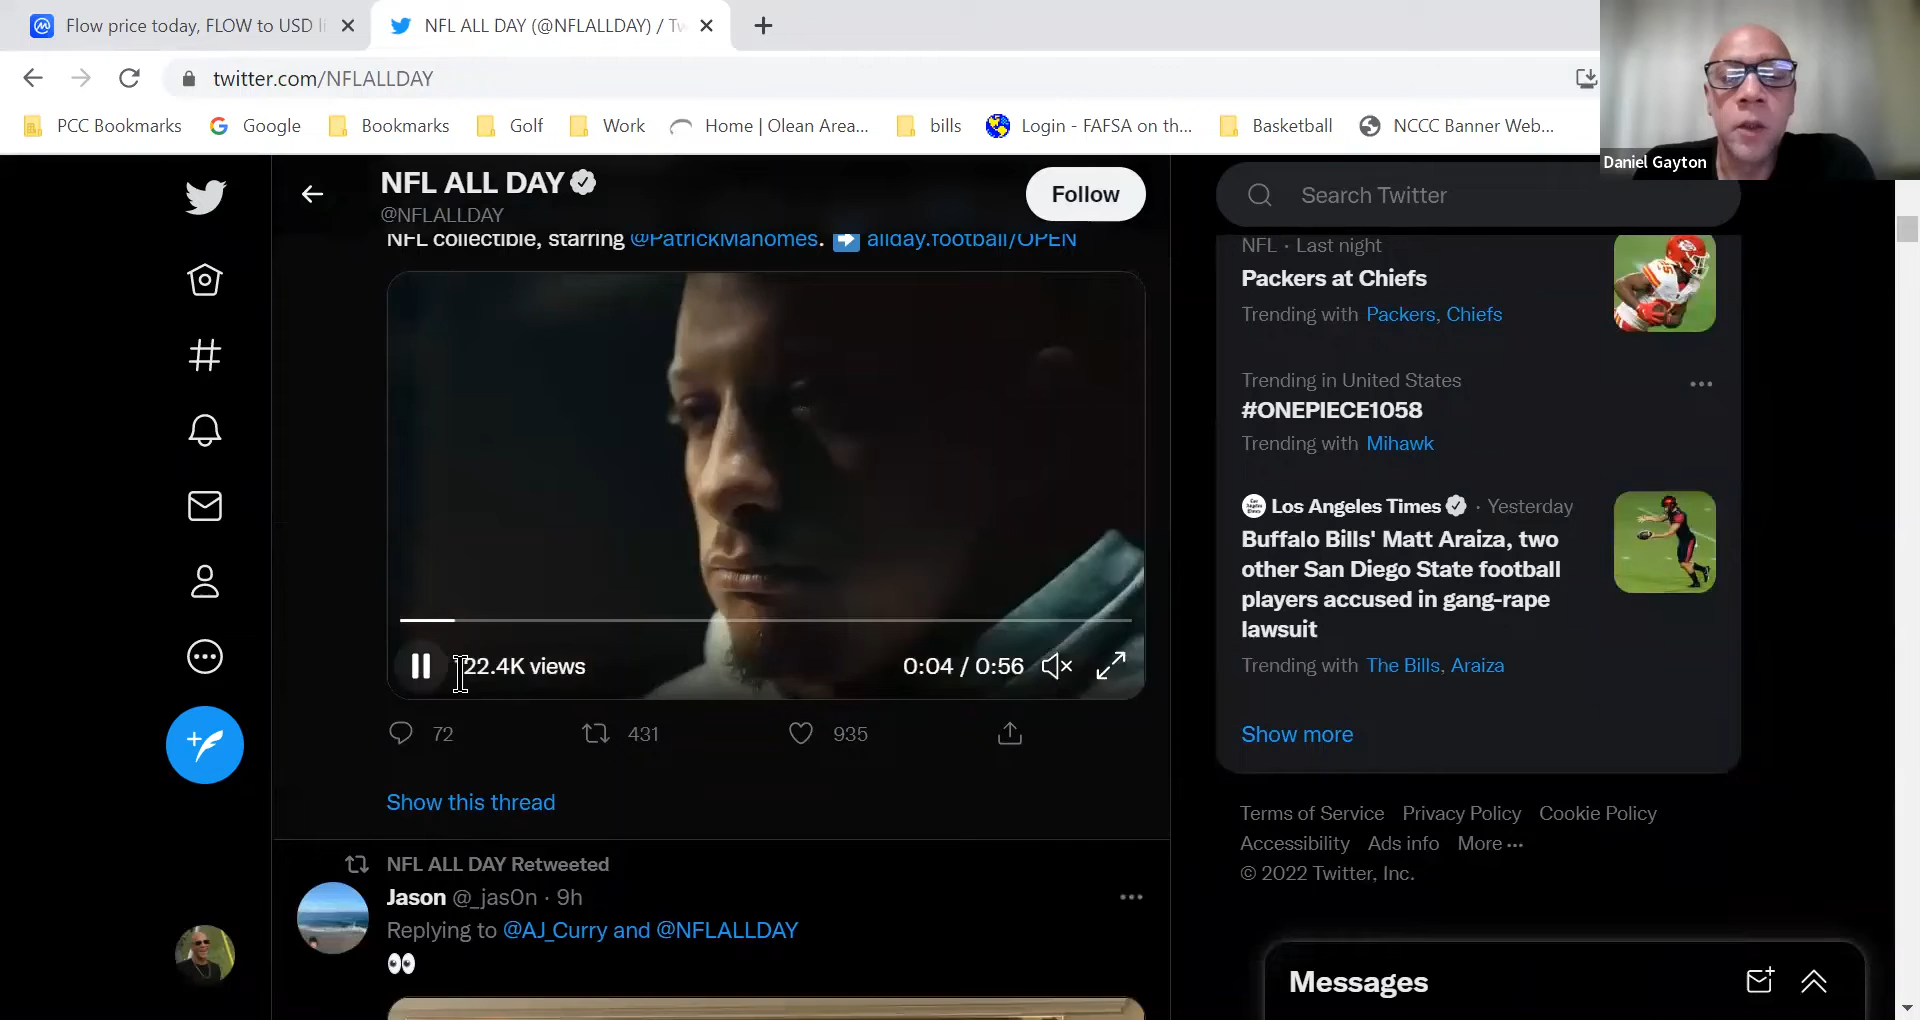 Flow price today, FLOW to USD li
NFL ALL DAY (@NFLALLDAY) / Tw
twitter.com/NFLALLDAY
PCC Bookmarks
Google
Bookmarks
Golf
Work
Home | Olean Area...
bills
Login - FAFSA on th...
Basketball
NCCC Banner Web...
Daniel Gayton
NFL ALL DAY
@NFLALLDAY
Follow
NFL collectible, starring @PatrickMahomes. allday.football/OPEN
22.4K views
0:04 / 0:56
72
431
935
Show this thread
NFL ALL DAY Retweeted
Jason @_jas0n · 9h
Replying to @AJ_Curry and @NFLALLDAY
👀
Search Twitter
NFL · Last night
Packers at Chiefs
Trending with Packers, Chiefs
Trending in United States
#ONEPIECE1058
Trending with Mihawk
Los Angeles Times · Yesterday
Buffalo Bills' Matt Araiza, two
other San Diego State football
players accused in gang-rape
lawsuit
Trending with The Bills, Araiza
Show more
Terms of Service Privacy Policy Cookie Policy
Accessibility Ads info More ···
© 2022 Twitter, Inc.
Messages